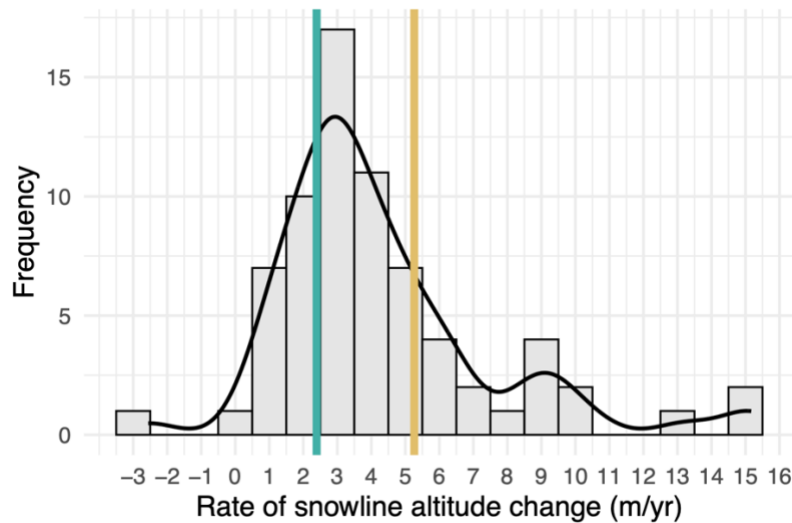 Frequency
15
10
5
0
−3 −2 −1 0 1 2 3 4 5 6 7 8 9 10 11 12 13 14 15 16
Rate of snowline altitude change (m/yr)